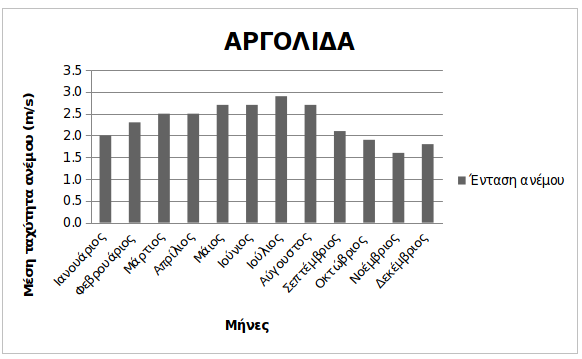 ΑΡΓΟΛΙΔΑ
Μέση ταχύτητα ανέμου (m/s)
3.5
3.0
2.5
2.0
1.5
1.0
0.5
0.0
Ιανουάριος
Φεβρουάριος
Μάρτιος
Απρίλιος
Μάιος
Ιούνιος
Ιούλιος
Αύγουστος
Σεπτέμβριος
Οκτώβριος
Νοέμβριος
Δεκέμβριος
Μήνες
Ένταση ανέμου